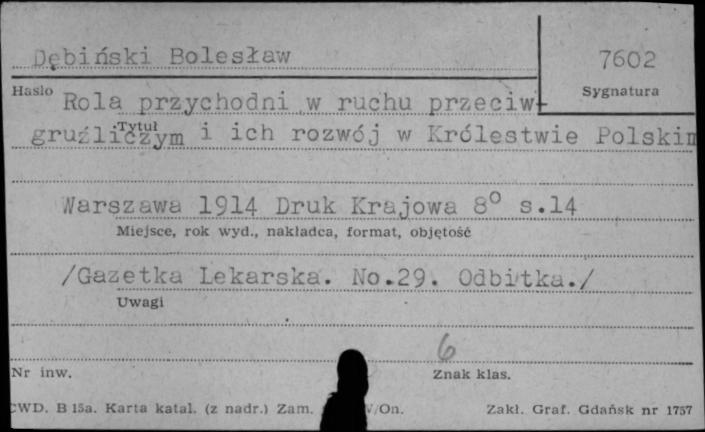 Dębiński Bolesław
7602
Hasło
Sygnatura
Rola przychodni w ruchu przeciw-
gruźliczym i ich rozwój w Królestwie Polskim
Tytuł
Warszawa 1914 Druk Krajowa 8° s.14
Miejsce, rok wyd., nakładca, format, objętość
/Gazetka Lekarska. No.29. Odbitka./
Uwagi
6
Nr inw.
Znak klas.
CWD. B 15a. Karta katal. (z nadr.) Zam. V/On. Zakł. Graf. Gdańsk nr 1757